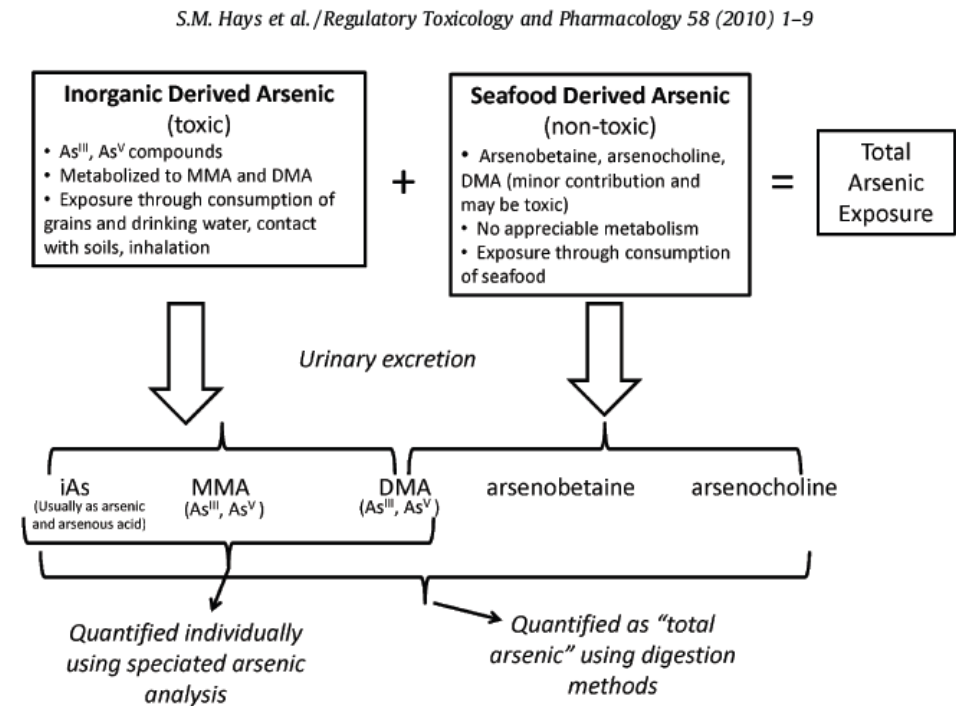 S.M. Hays et al. / Regulatory Toxicology and Pharmacology 58 (2010) 1–9
Inorganic Derived Arsenic
(toxic)
• Asᴵᴵᴵ, Asⱽ compounds
• Metabolized to MMA and DMA
• Exposure through consumption of
grains and drinking water, contact
with soils, inhalation
+
Seafood Derived Arsenic
(non-toxic)
• Arsenobetaine, arsenocholine,
DMA (minor contribution and
may be toxic)
• No appreciable metabolism
• Exposure through consumption
of seafood
=
Total
Arsenic
Exposure
Urinary excretion
iAs
(Usually as arsenic
and arsenous acid)
MMA
(Asᴵᴵᴵ, Asⱽ)
DMA
(Asᴵᴵᴵ, Asⱽ)
arsenobetaine
arsenocholine
Quantified individually
using speciated arsenic
analysis
Quantified as “total
arsenic” using digestion
methods